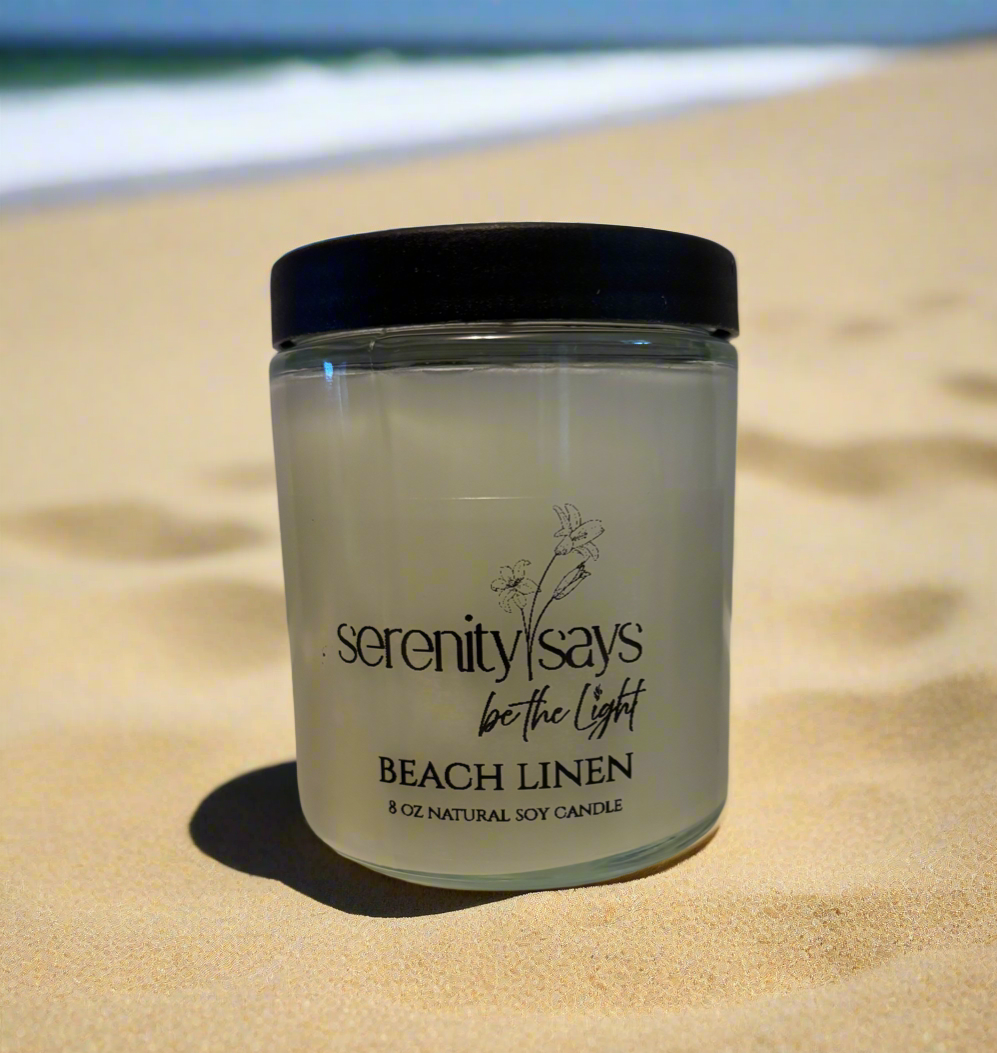 serenity says
be the Light
BEACH LINEN
8 OZ NATURAL SOY CANDLE